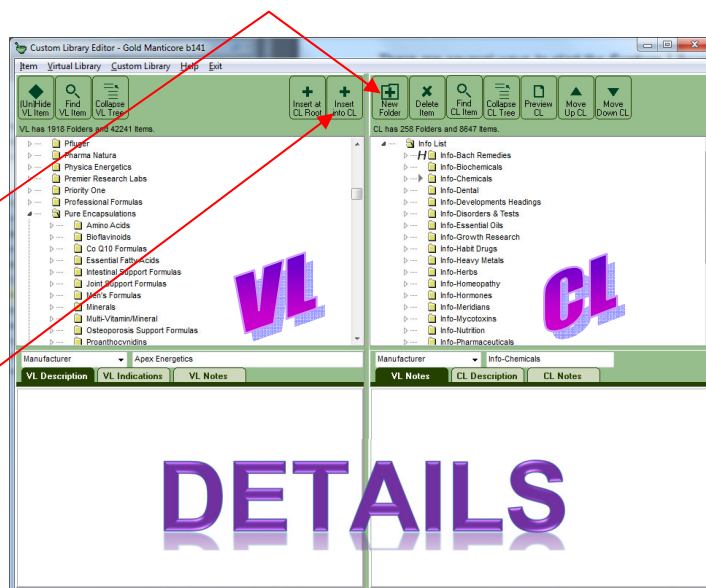 Custom Library Editor - Gold Manticore b141
Item Virtual Library Custom Library Help Exit
(Un)Hide VL Item
Find VL Item
Collapse VL Tree
Insert at CL Root
Insert into CL
VL has 1918 Folders and 42241 Items.
Pfluger
Pharma Natura
Physica Energetics
Premier Research Labs
Priority One
Professional Formulas
Pure Encapsulations
Amino Acids
Bioflavinoids
Co Q10 Formulas
Essential Fatty Acids
Intestinal Support Formulas
Joint Support Formulas
Men's Formulas
Minerals
Multi-Vitamin/Mineral
Osteoporosis Support Formulas
Proanthocynidins
VL
Manufacturer Apex Energetics
VL Description VL Indications VL Notes
New Folder
Delete Item
Find CL Item
Collapse CL Tree
Preview CL
Move Up CL
Move Down CL
CL has 258 Folders and 8647 Items.
Info List
H Info-Bach Remedies
Info-Biochemicals
Info-Chemicals
Info-Dental
Info-Developments Headings
Info-Disorders & Tests
Info-Essential Oils
Info-Growth Research
Info-Habit Drugs
Info-Heavy Metals
Info-Herbs
Info-Homeopathy
Info-Hormones
Info-Meridians
Info-Mycotoxins
Info-Nutrition
Info-Pharmaceuticals
CL
Manufacturer Info-Chemicals
VL Notes CL Description CL Notes
DETAILS